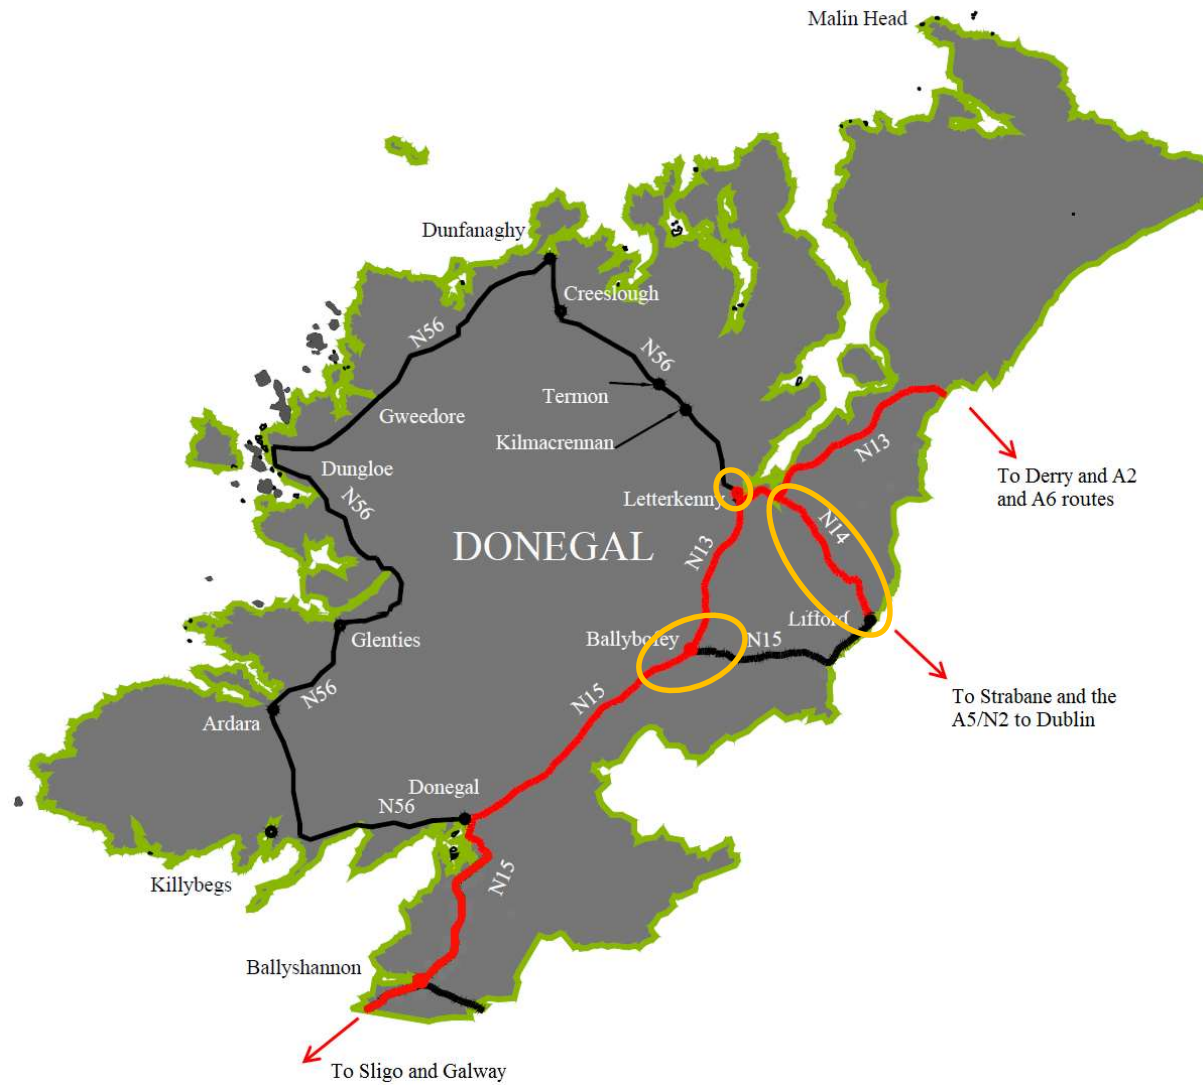 Malin Head
Dunfanaghy
Creeslough
N56
N56
Termon
Gweedore
Kilmacrennan
N13
Dungloe
To Derry and A2
and A6 routes
Letterkenny
N56
N14
DONEGAL
N13
Lifford
Glenties
Ballybofey
N15
N56
N15
To Strabane and the
A5/N2 to Dublin
Ardara
Donegal
N56
N15
Killybegs
Ballyshannon
To Sligo and Galway